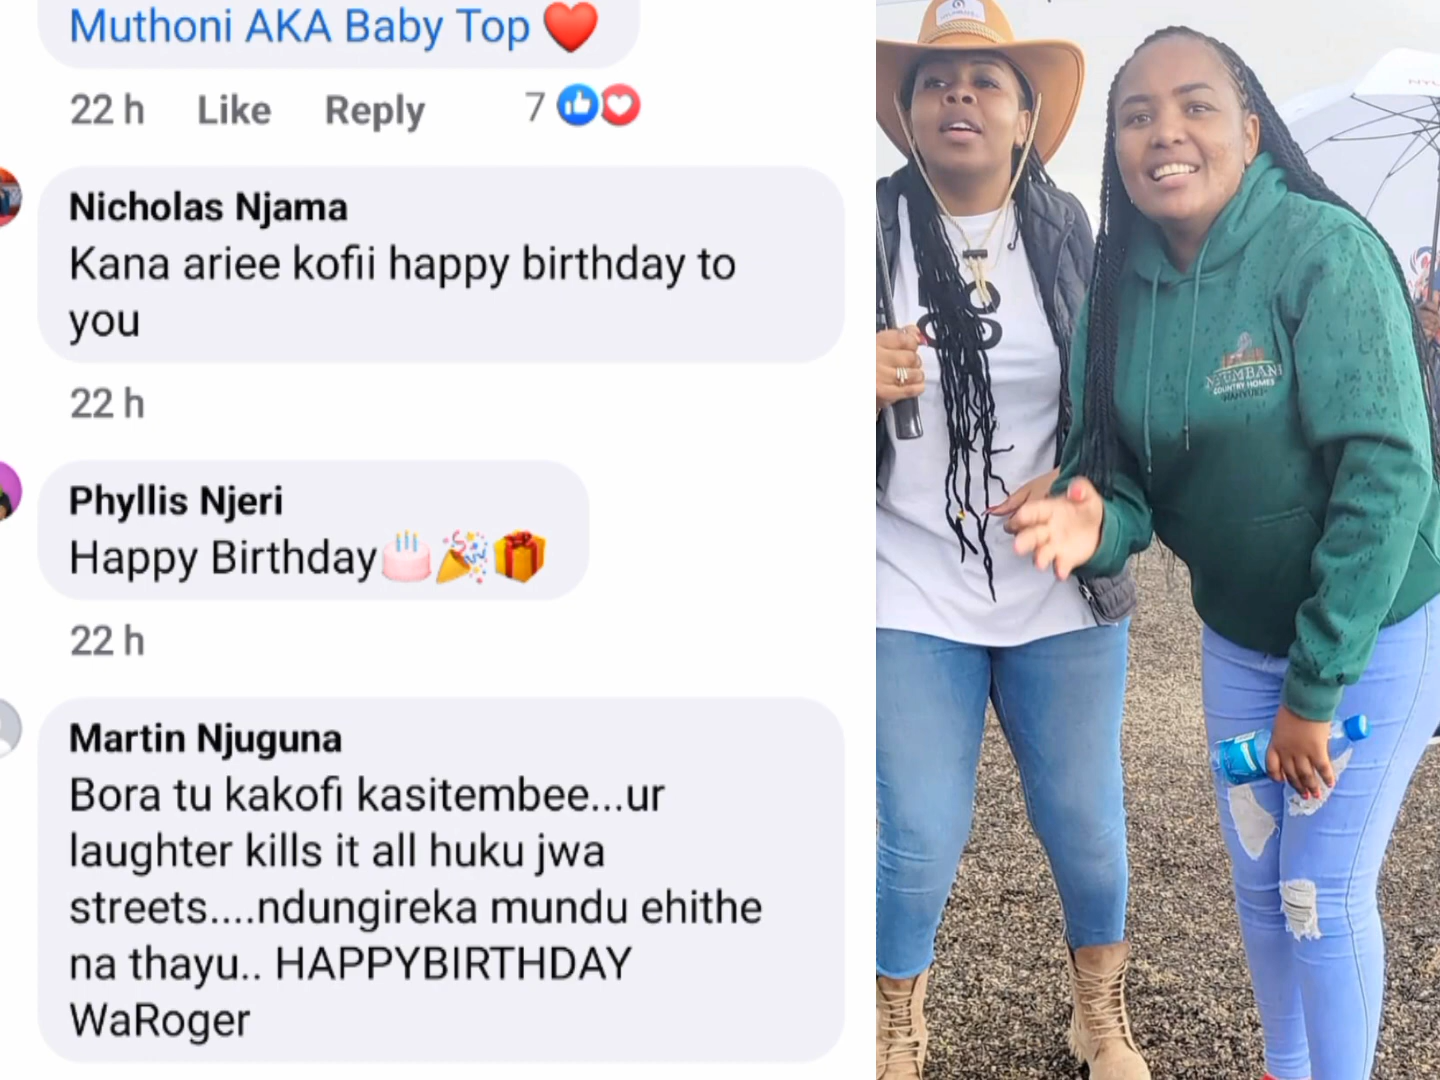 Muthoni AKA Baby Top ❤️
22 h Like Reply 7
Nicholas Njama
Kana ariee kofii happy birthday to
you
22 h
Phyllis Njeri
Happy Birthday🎂🎉🎁
22 h
Martin Njuguna
Bora tu kakofi kasitembee...ur
laughter kills it all huku jwa
streets....ndungireka mundu ehithe
na thayu.. HAPPYBIRTHDAY
WaRoger
COUNTRY HOMES